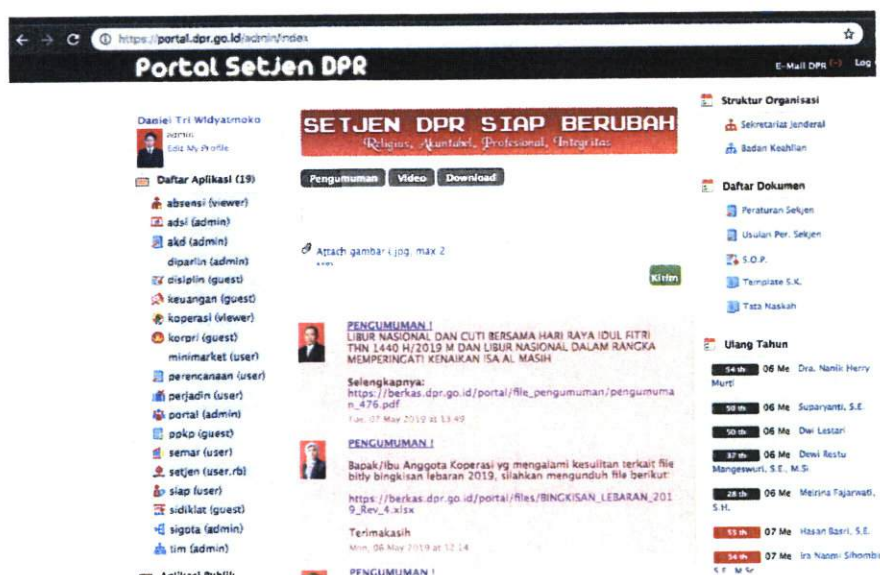 https://portal.dpr.go.id/admin/index
Portal Setjen DPR
E-Mail DPR (-) Log
Daniel Tri Widyatmoko
admin
Edit My Profile
Daftar Aplikasi (19)
absensi (viewer)
adsi (admin)
akd (admin)
diparlin (admin)
disiplin (guest)
keuangan (guest)
koperasi (viewer)
korpri (guest)
minimarket (user)
perencanaan (user)
perjadin (user)
portal (admin)
ppkp (guest)
semar (user)
setjen (user,rb)
siap (user)
sidiklat (guest)
sigota (admin)
tim (admin)
Aplikasi Publik
SETJEN DPR SIAP BERUBAH
Religius, Akuntabel, Profesional, Integritas
Pengumuman Video Download
Attach gambar (.jpg, max 2
Kirim
PENGUMUMAN !
LIBUR NASIONAL DAN CUTI BERSAMA HARI RAYA IDUL FITRI
THN 1440 H/2019 M DAN LIBUR NASIONAL DALAM RANGKA
MEMPERINGATI KENAIKAN ISA AL MASIH
Selengkapnya:
https://berkas.dpr.go.id/portal/file_pengumuman/pengumuma
n_476.pdf
Tue, 07 May 2019 at 13:49
PENGUMUMAN !
Bapak/Ibu Anggota Koperasi yg mengalami kesulitan terkait file
bitly bingkisan lebaran 2019, silahkan mengunduh file berikut:
https://berkas.dpr.go.id/portal/files/BINGKISAN_LEBARAN_201
9_Rev_4.xlsx
Terimakasih
Mon, 06 May 2019 at 12:14
PENGUMUMAN !
Struktur Organisasi
Sekretariat Jenderal
Badan Keahlian
Daftar Dokumen
Peraturan Sekjen
Usulan Per. Sekjen
S.O.P.
Template S.K.
Tata Naskah
Ulang Tahun
54 th 06 Me Dra. Nanik Herry
Murti
50 th 06 Me Suparyanti, S.E.
50 th 06 Me Dwi Lestari
37 th 06 Me Dewi Restu
Mangeswuri, S.E., M.Si
28 th 06 Me Meirina Fajarwati,
S.H.
55 th 07 Me Hasan Basri, S.E.
54 th 07 Me Ira Naomi Sihombi
S.E., M.Si